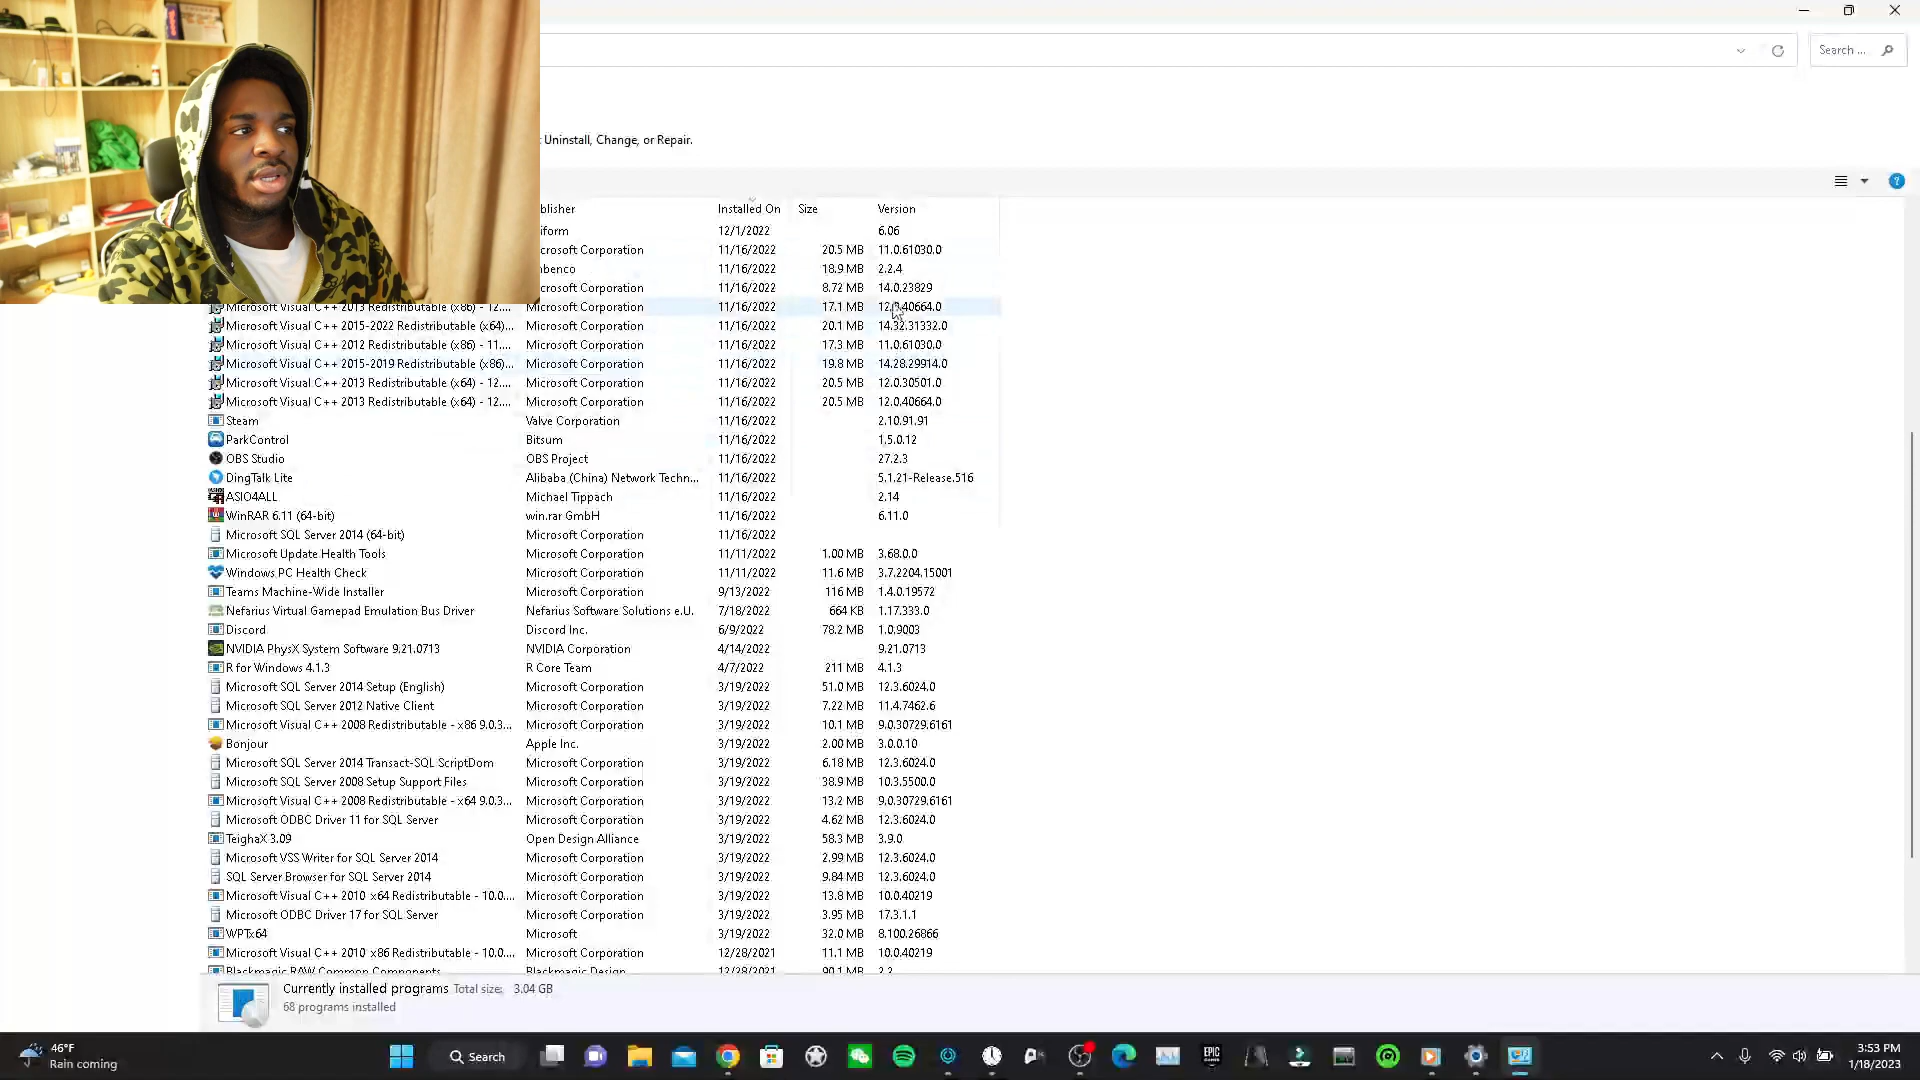 Search ...
: Uninstall, Change, or Repair.
blisher Installed On Size Version
iform 12/1/2022 6.06
crosoft Corporation 11/16/2022 20.5 MB 11.0.61030.0
nbenco 11/16/2022 18.9 MB 2.2.4
crosoft Corporation 11/16/2022 8.72 MB 14.0.23829
Microsoft Visual C++ 2013 Redistributable (x86) - 12.... Microsoft Corporation 11/16/2022 17.1 MB 12.0.40664.0
Microsoft Visual C++ 2015-2022 Redistributable (x64)... Microsoft Corporation 11/16/2022 20.1 MB 14.32.31332.0
Microsoft Visual C++ 2012 Redistributable (x86) - 11.... Microsoft Corporation 11/16/2022 17.3 MB 11.0.61030.0
Microsoft Visual C++ 2015-2019 Redistributable (x86)... Microsoft Corporation 11/16/2022 19.8 MB 14.28.29914.0
Microsoft Visual C++ 2013 Redistributable (x64) - 12.... Microsoft Corporation 11/16/2022 20.5 MB 12.0.30501.0
Microsoft Visual C++ 2013 Redistributable (x64) - 12.... Microsoft Corporation 11/16/2022 20.5 MB 12.0.40664.0
Steam Valve Corporation 11/16/2022 2.10.91.91
ParkControl Bitsum 11/16/2022 1.5.0.12
OBS Studio OBS Project 11/16/2022 27.2.3
DingTalk Lite Alibaba (China) Network Techn... 11/16/2022 5.1.21-Release.516
ASIO4ALL Michael Tippach 11/16/2022 2.14
WinRAR 6.11 (64-bit) win.rar GmbH 11/16/2022 6.11.0
Microsoft SQL Server 2014 (64-bit) Microsoft Corporation 11/16/2022
Microsoft Update Health Tools Microsoft Corporation 11/11/2022 1.00 MB 3.68.0.0
Windows PC Health Check Microsoft Corporation 11/11/2022 11.6 MB 3.7.2204.15001
Teams Machine-Wide Installer Microsoft Corporation 9/13/2022 116 MB 1.4.0.19572
Nefarius Virtual Gamepad Emulation Bus Driver Nefarius Software Solutions e.U. 7/18/2022 664 KB 1.17.333.0
Discord Discord Inc. 6/9/2022 78.2 MB 1.0.9003
NVIDIA PhysX System Software 9.21.0713 NVIDIA Corporation 4/14/2022 9.21.0713
R for Windows 4.1.3 R Core Team 4/7/2022 211 MB 4.1.3
Microsoft SQL Server 2014 Setup (English) Microsoft Corporation 3/19/2022 51.0 MB 12.3.6024.0
Microsoft SQL Server 2012 Native Client Microsoft Corporation 3/19/2022 7.22 MB 11.4.7462.6
Microsoft Visual C++ 2008 Redistributable - x86 9.0.3... Microsoft Corporation 3/19/2022 10.1 MB 9.0.30729.6161
Bonjour Apple Inc. 3/19/2022 2.00 MB 3.0.0.10
Microsoft SQL Server 2014 Transact-SQL ScriptDom Microsoft Corporation 3/19/2022 6.18 MB 12.3.6024.0
Microsoft SQL Server 2008 Setup Support Files Microsoft Corporation 3/19/2022 38.9 MB 10.3.5500.0
Microsoft Visual C++ 2008 Redistributable - x64 9.0.3... Microsoft Corporation 3/19/2022 13.2 MB 9.0.30729.6161
Microsoft ODBC Driver 11 for SQL Server Microsoft Corporation 3/19/2022 4.62 MB 12.3.6024.0
TeighaX 3.09 Open Design Alliance 3/19/2022 58.3 MB 3.9.0
Microsoft VSS Writer for SQL Server 2014 Microsoft Corporation 3/19/2022 2.99 MB 12.3.6024.0
SQL Server Browser for SQL Server 2014 Microsoft Corporation 3/19/2022 9.84 MB 12.3.6024.0
Microsoft Visual C++ 2010 x64 Redistributable - 10.0.... Microsoft Corporation 3/19/2022 13.8 MB 10.0.40219
Microsoft ODBC Driver 17 for SQL Server Microsoft Corporation 3/19/2022 3.95 MB 17.3.1.1
WPTx64 Microsoft 3/19/2022 32.0 MB 8.100.26866
Microsoft Visual C++ 2010 x86 Redistributable - 10.0.... Microsoft Corporation 12/28/2021 11.1 MB 10.0.40219
Blackmagic RAW Common Components Blackmagic Design 12/28/2021 90.1 MB 2.2
Currently installed programs Total size: 3.04 GB
68 programs installed
46°F
Rain coming
Search
EPIC
GAMES
3:53 PM
1/18/2023